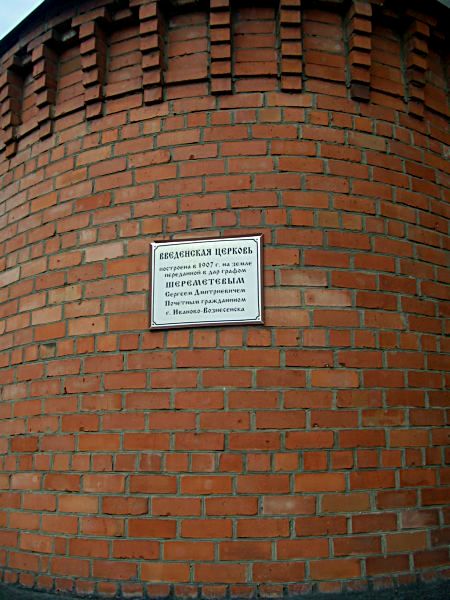 ВВЕДЕНСКАЯ ЦЕРКОВЬ
построена в 1907 г. на земле
переданной в дар графом
ШЕРЕМЕТЕВЫМ
Сергеем Дмитриевичем
Почетным гражданином
г. Иваново-Вознесенска